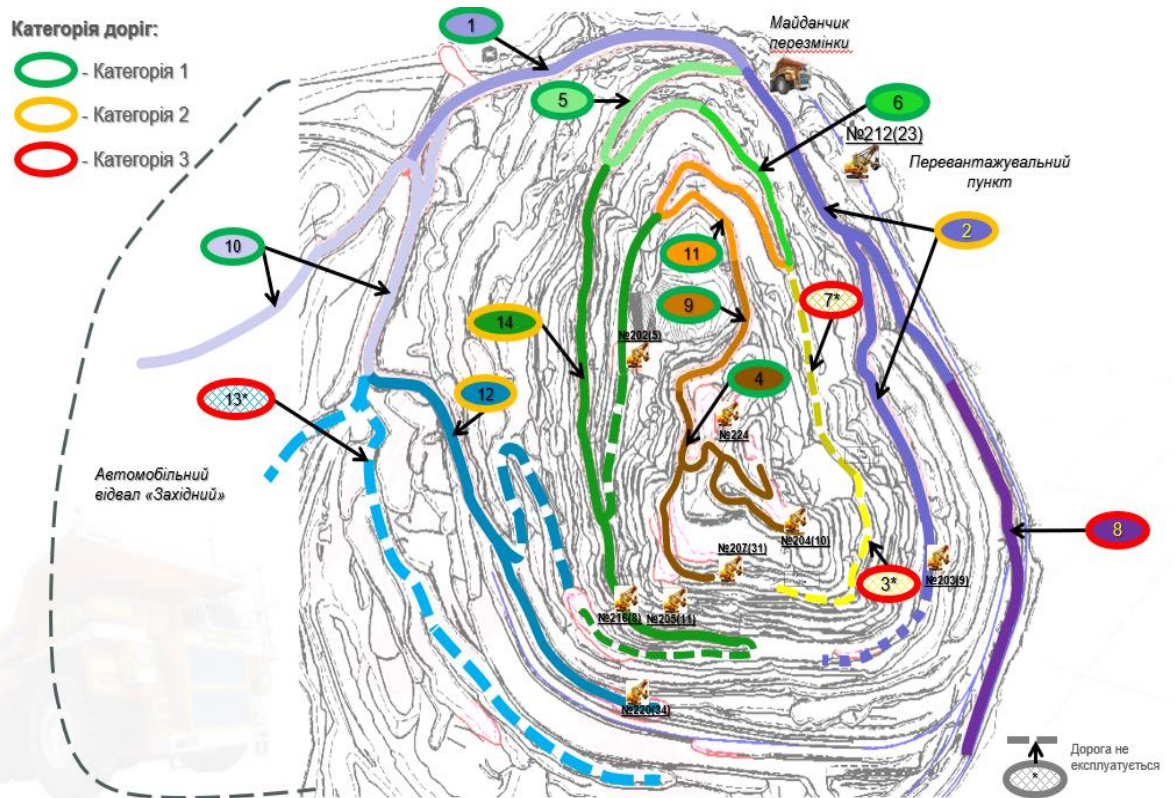 Категорія доріг:
- Категорія 1
- Категорія 2
- Категорія 3
1
Майданчик
перезмінки
5
6
№212(23)
Перевантажувальний
пункт
2
10
11
7*
9
14
№202(5)
4
12
13*
№224
Автомобільний
відвал «Західний»
№204(10)
8
№207(31)
3*
№203(9)
№216(8)
№205(11)
№220(34)
*
Дорога не
експлуатується